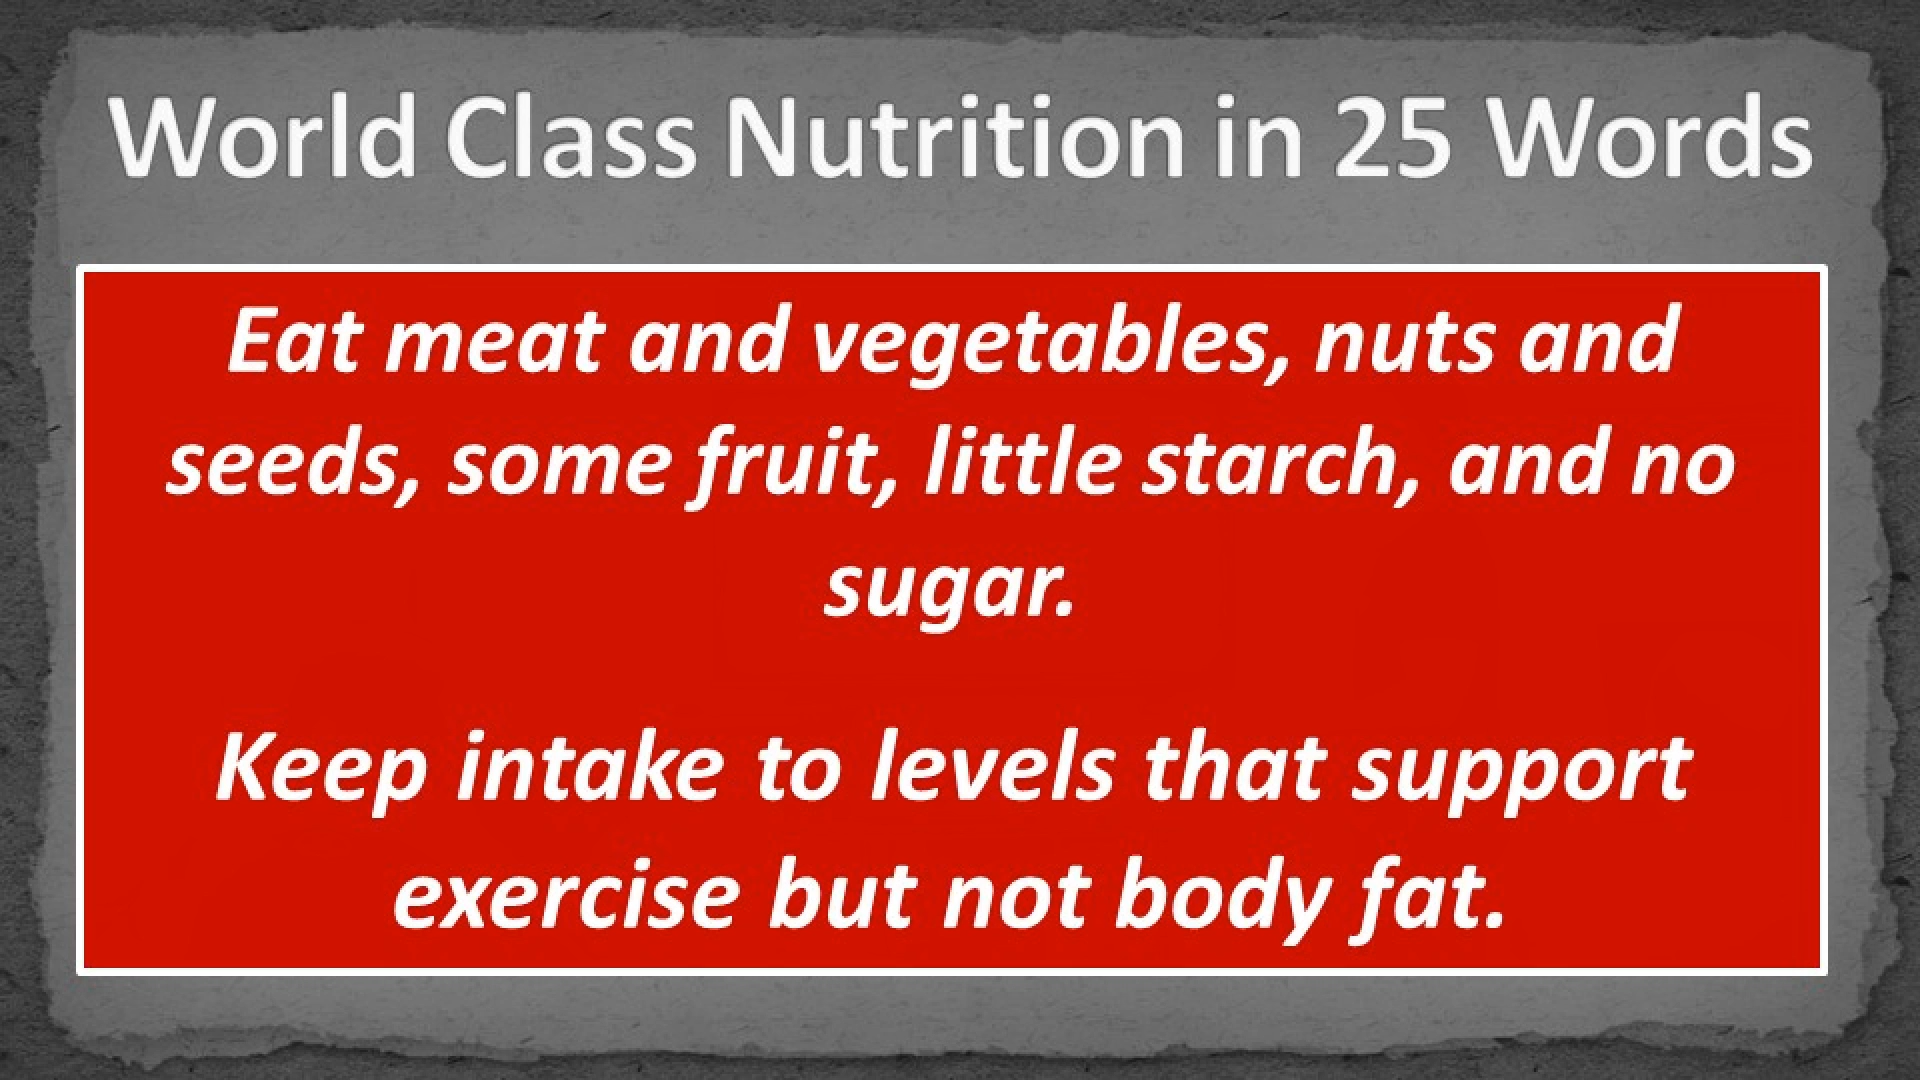 World Class Nutrition in 25 Words
Eat meat and vegetables, nuts and
seeds, some fruit, little starch, and no
sugar.
Keep intake to levels that support
exercise but not body fat.